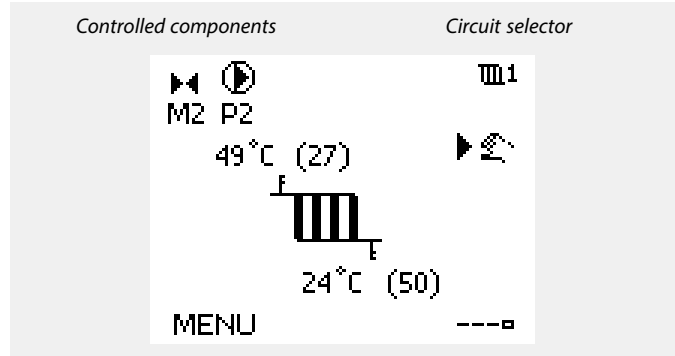 Controlled components Circuit selector
1
M2 P2
49°C (27)
24°C (50)
MENU ---